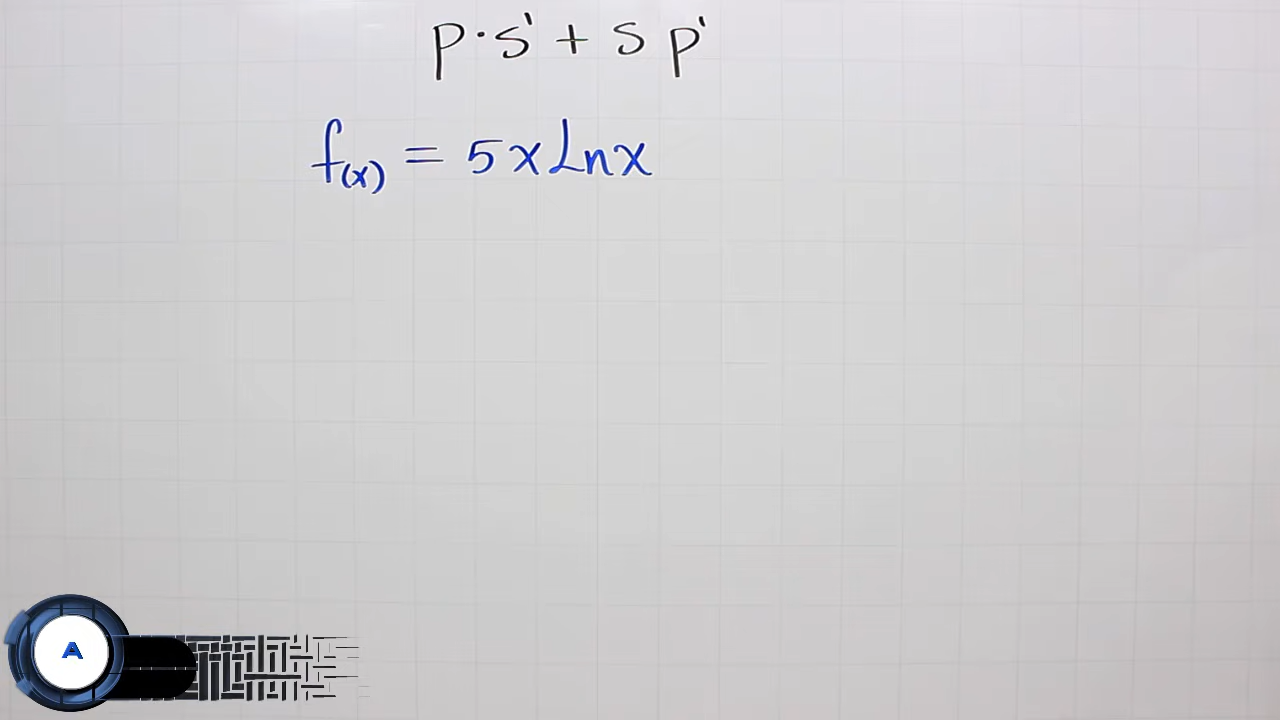 p·s' + s p'
f(x) = 5x Lnx
A